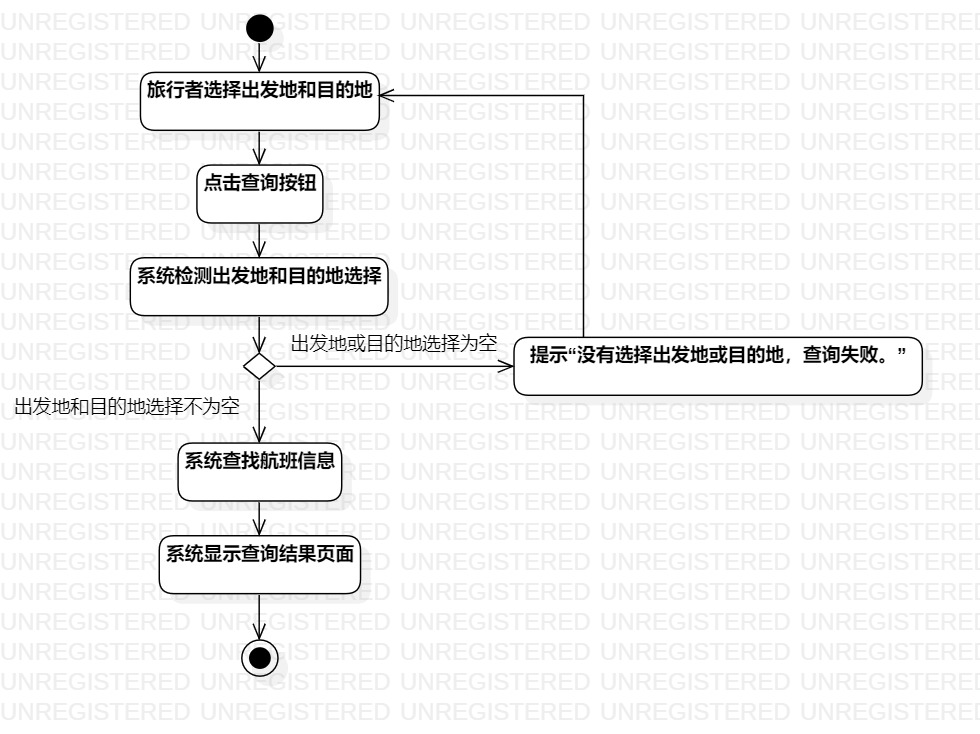 旅行者选择出发地和目的地
点击查询按钮
系统检测出发地和目的地选择
出发地或目的地选择为空
提示“没有选择出发地或目的地，查询失败。”
出发地和目的地选择不为空
系统查找航班信息
系统显示查询结果页面
UNREGISTERED